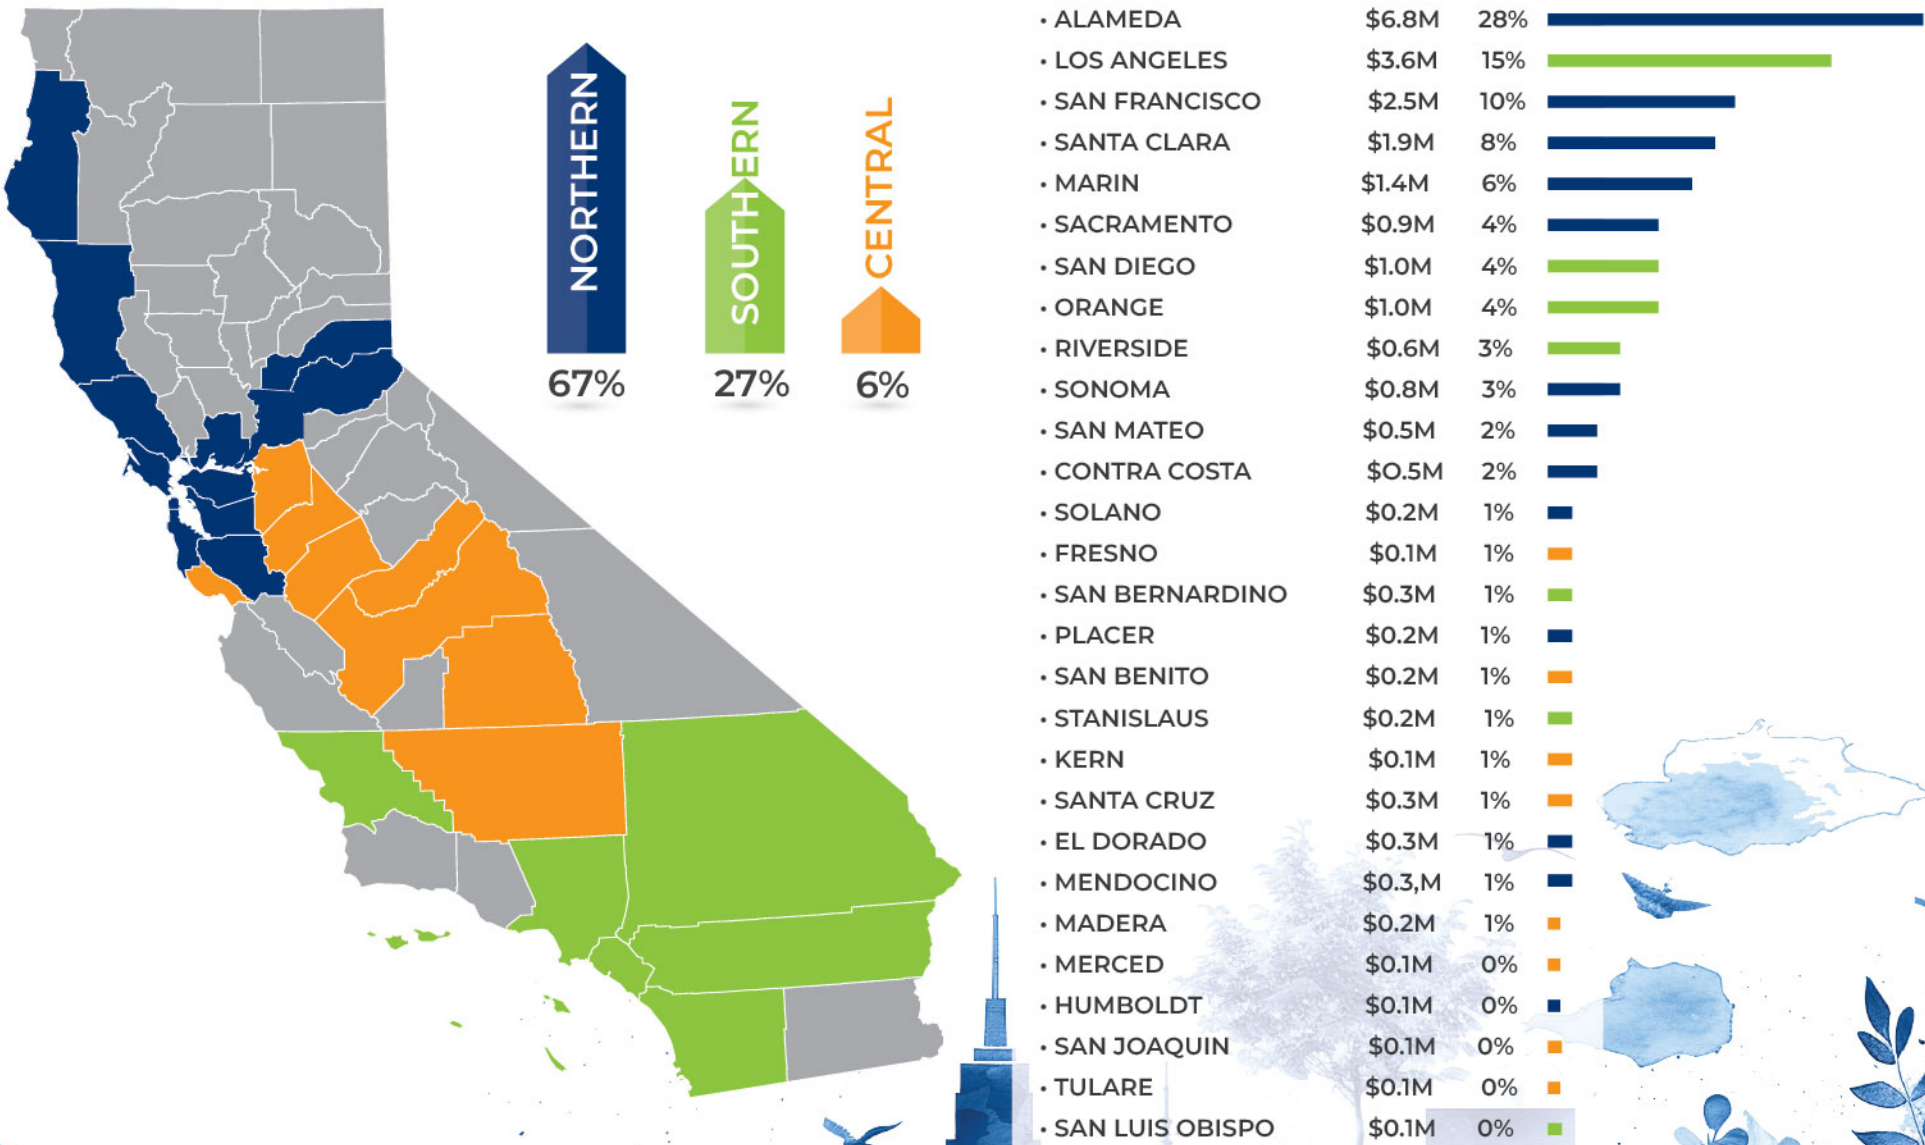 NORTHERN
67%
SOUTHERN
27%
CENTRAL
6%
• ALAMEDA $6.8M 28%
• LOS ANGELES $3.6M 15%
• SAN FRANCISCO $2.5M 10%
• SANTA CLARA $1.9M 8%
• MARIN $1.4M 6%
• SACRAMENTO $0.9M 4%
• SAN DIEGO $1.0M 4%
• ORANGE $1.0M 4%
• RIVERSIDE $0.6M 3%
• SONOMA $0.8M 3%
• SAN MATEO $0.5M 2%
• CONTRA COSTA $O.5M 2%
• SOLANO $0.2M 1%
• FRESNO $0.1M 1%
• SAN BERNARDINO $0.3M 1%
• PLACER $0.2M 1%
• SAN BENITO $0.2M 1%
• STANISLAUS $0.2M 1%
• KERN $0.1M 1%
• SANTA CRUZ $0.3M 1%
• EL DORADO $0.3M 1%
• MENDOCINO $0.3,M 1%
• MADERA $0.2M 1%
• MERCED $0.1M 0%
• HUMBOLDT $0.1M 0%
• SAN JOAQUIN $0.1M 0%
• TULARE $0.1M 0%
• SAN LUIS OBISPO $0.1M 0%